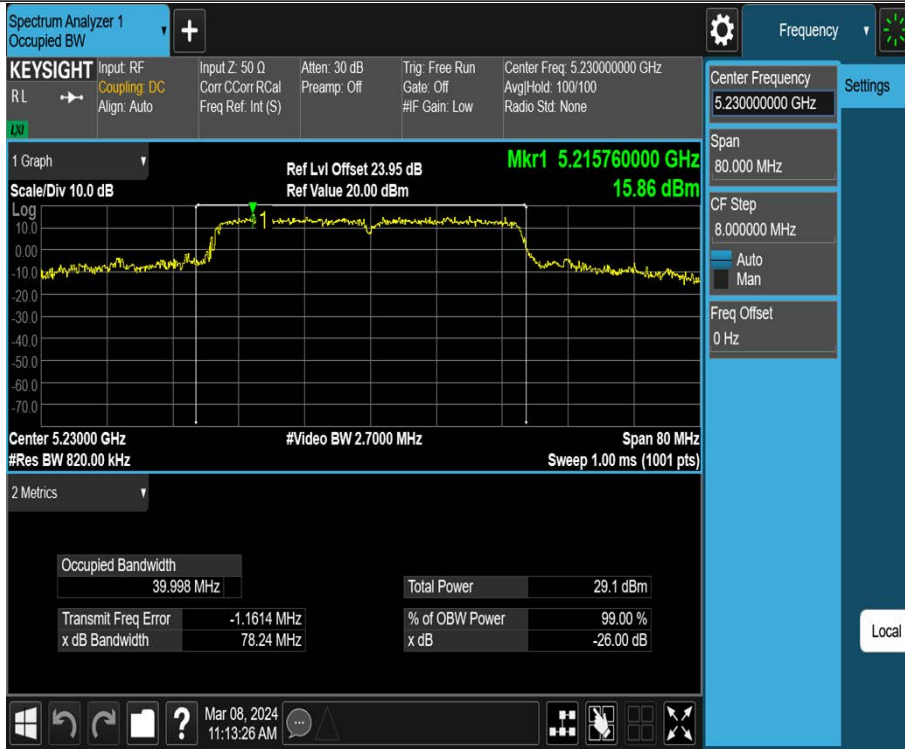 Spectrum Analyzer 1
Occupied BW
+
Frequency
KEYSIGHT
R L
LXI
Input: RF
Coupling: DC
Align: Auto
Input Z: 50 Ω
Corr CCorr RCal
Freq Ref: Int (S)
Atten: 30 dB
Preamp: Off
Trig: Free Run
Gate: Off
#IF Gain: Low
Center Freq: 5.230000000 GHz
Avg|Hold: 100/100
Radio Std: None
Center Frequency
5.230000000 GHz
Settings
Span
80.000 MHz
CF Step
8.000000 MHz
Auto
Man
Freq Offset
0 Hz
1 Graph
Scale/Div 10.0 dB
Ref Lvl Offset 23.95 dB
Ref Value 20.00 dBm
Mkr1 5.215760000 GHz
15.86 dBm
Log
10.0
0.00
-10.0
-20.0
-30.0
-40.0
-50.0
-60.0
-70.0
1
Center 5.23000 GHz
#Res BW 820.00 kHz
#Video BW 2.7000 MHz
Span 80 MHz
Sweep 1.00 ms (1001 pts)
2 Metrics
Occupied Bandwidth
39.998 MHz
Total Power 29.1 dBm
Transmit Freq Error -1.1614 MHz
% of OBW Power 99.00 %
x dB Bandwidth 78.24 MHz
x dB -26.00 dB
Local
?
Mar 08, 2024
11:13:26 AM